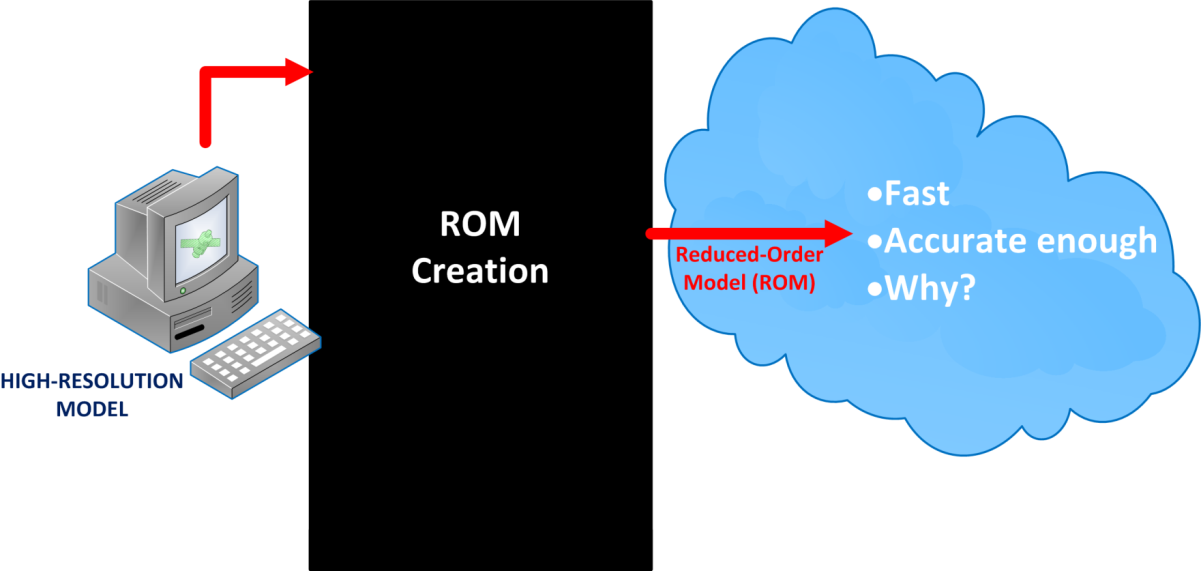 HIGH-RESOLUTION
MODEL
ROM
Creation
Reduced-Order
Model (ROM)
•Fast
•Accurate enough
•Why?